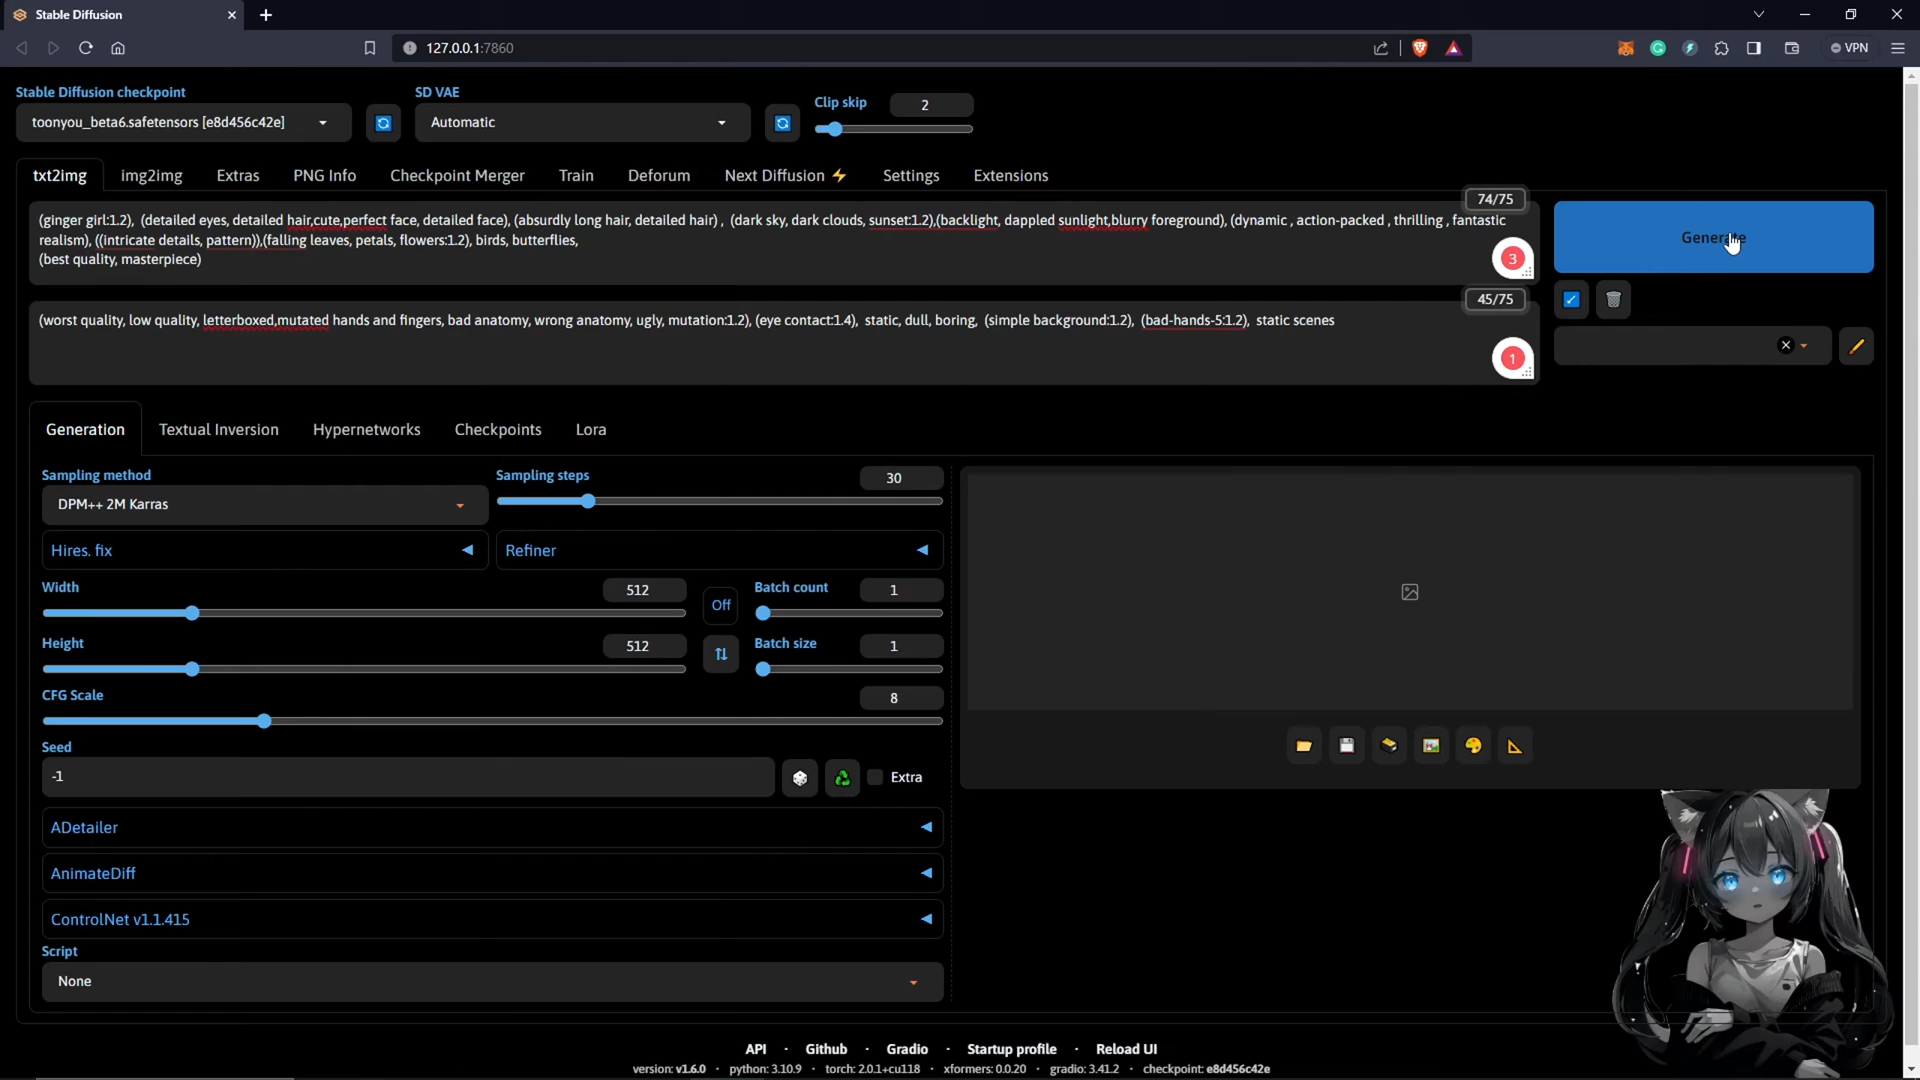 Stable Diffusion
127.0.0.1:7860
VPN
Stable Diffusion checkpoint
SD VAE
Clip skip
2
toonyou_beta6.safetensors [e8d456c42e]
Automatic
txt2img
img2img
Extras
PNG Info
Checkpoint Merger
Train
Deforum
Next Diffusion ⚡
Settings
Extensions
74/75
(ginger girl:1.2),  (detailed eyes, detailed hair,cute,perfect face, detailed face), (absurdly long hair, detailed hair) ,  (dark sky, dark clouds, sunset:1.2),(backlight, dappled sunlight,blurry foreground), (dynamic , action-packed , thrilling , fantastic
realism), ((intricate details, pattern)),(falling leaves, petals, flowers:1.2), birds, butterflies,
(best quality, masterpiece)
3
Generate
45/75
(worst quality, low quality, letterboxed,mutated hands and fingers, bad anatomy, wrong anatomy, ugly, mutation:1.2), (eye contact:1.4),  static, dull, boring,  (simple background:1.2),  (bad-hands-5:1.2),  static scenes
1
Generation
Textual Inversion
Hypernetworks
Checkpoints
Lora
Sampling method
Sampling steps
30
DPM++ 2M Karras
Hires. fix
Refiner
Width
512
Off
Batch count
1
Height
512
Batch size
1
CFG Scale
8
Seed
-1
Extra
ADetailer
AnimateDiff
ControlNet v1.1.415
Script
None
API · Github · Gradio · Startup profile · Reload UI
version: v1.6.0 · python: 3.10.9 · torch: 2.0.1+cu118 · xformers: 0.0.20 · gradio: 3.41.2 · checkpoint: e8d456c42e